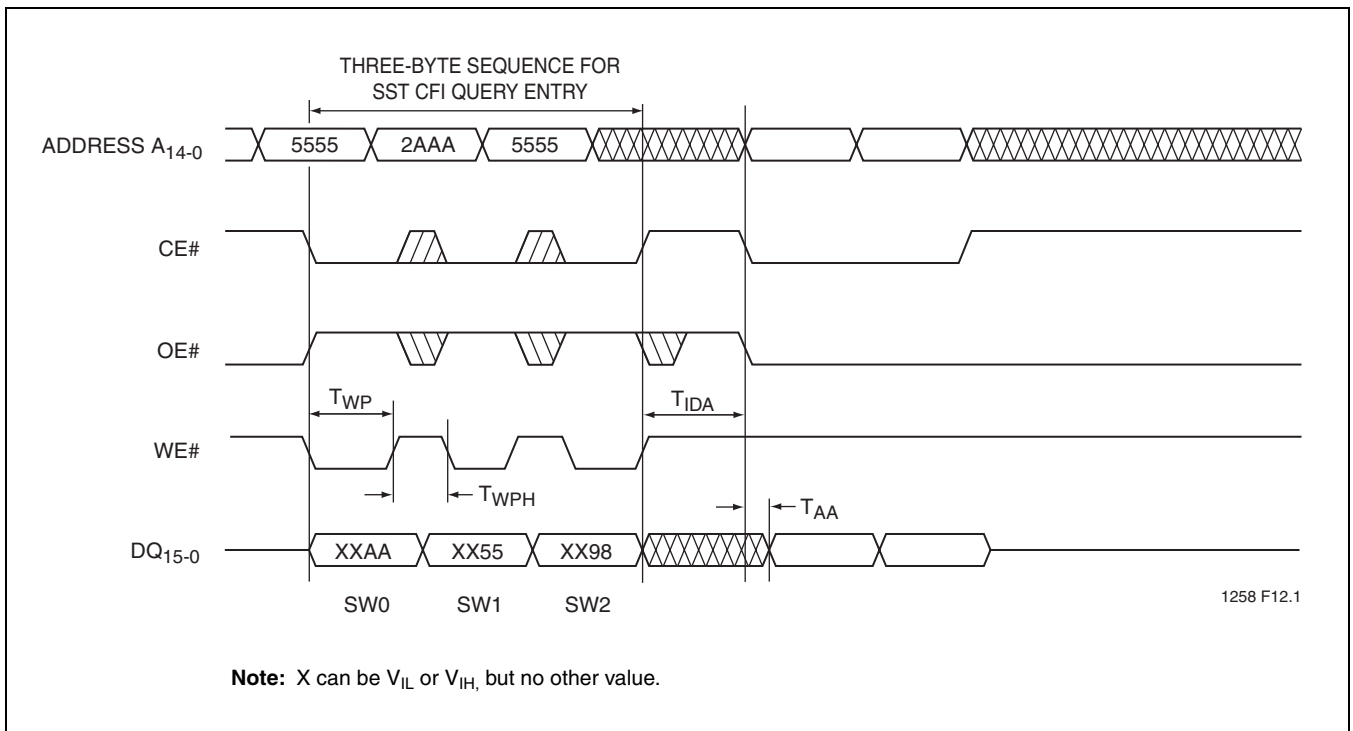 THREE-BYTE SEQUENCE FOR
SST CFI QUERY ENTRY
ADDRESS A14-0
5555 2AAA 5555
CE#
OE#
TWP TIDA
WE#
TWPH TAA
DQ15-0
XXAA XX55 XX98
SW0 SW1 SW2
1258 F12.1
Note: X can be VIL or VIH, but no other value.